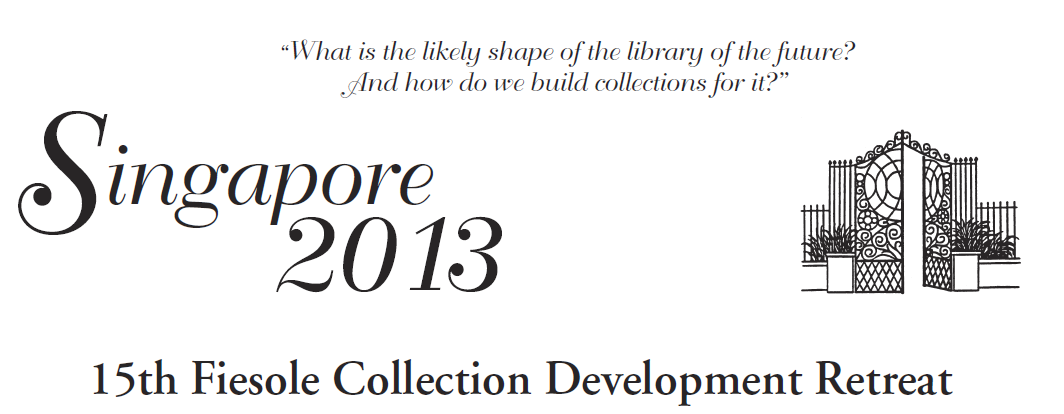 “What is the likely shape of the library of the future?
And how do we build collections for it?”
Singapore
2013
15th Fiesole Collection Development Retreat